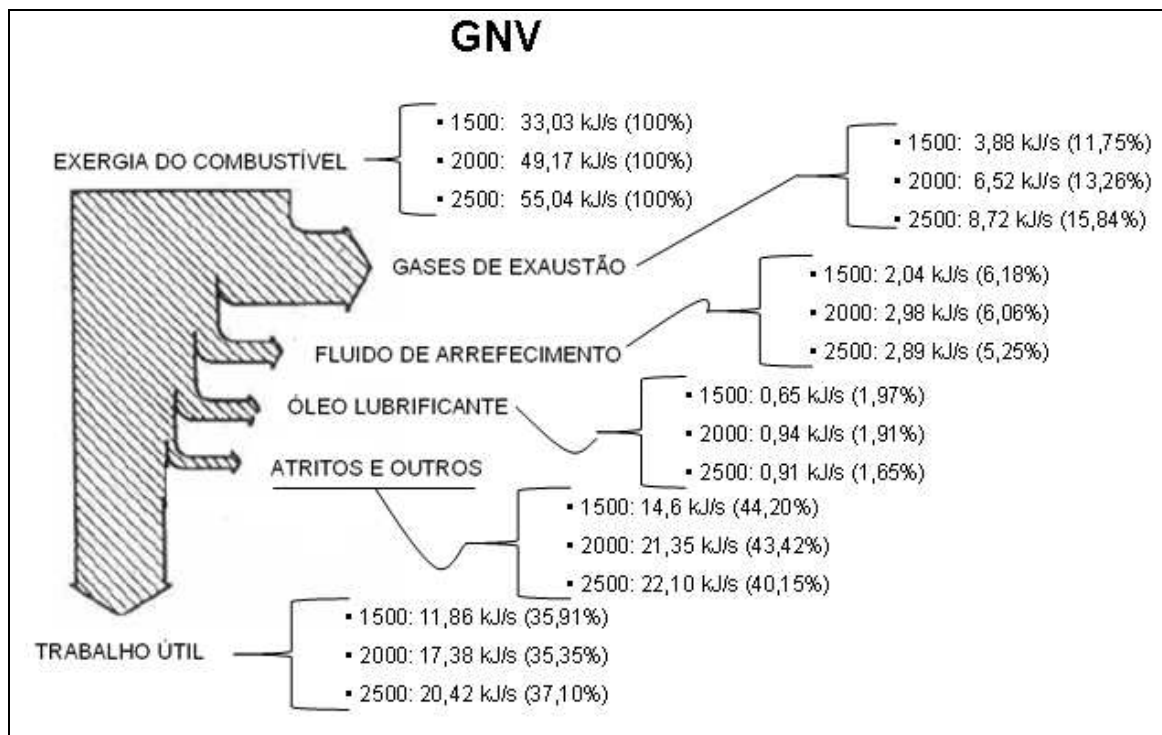 GNV
EXERGIA DO COMBUSTÍVEL
▪ 1500: 33,03 kJ/s (100%)
▪ 2000: 49,17 kJ/s (100%)
▪ 2500: 55,04 kJ/s (100%)
GASES DE EXAUSTÃO
▪ 1500: 3,88 kJ/s (11,75%)
▪ 2000: 6,52 kJ/s (13,26%)
▪ 2500: 8,72 kJ/s (15,84%)
FLUIDO DE ARREFECIMENTO
▪ 1500: 2,04 kJ/s (6,18%)
▪ 2000: 2,98 kJ/s (6,06%)
▪ 2500: 2,89 kJ/s (5,25%)
ÓLEO LUBRIFICANTE
▪ 1500: 0,65 kJ/s (1,97%)
▪ 2000: 0,94 kJ/s (1,91%)
▪ 2500: 0,91 kJ/s (1,65%)
ATRITOS E OUTROS
▪ 1500: 14,6 kJ/s (44,20%)
▪ 2000: 21,35 kJ/s (43,42%)
▪ 2500: 22,10 kJ/s (40,15%)
TRABALHO ÚTIL
▪ 1500: 11,86 kJ/s (35,91%)
▪ 2000: 17,38 kJ/s (35,35%)
▪ 2500: 20,42 kJ/s (37,10%)